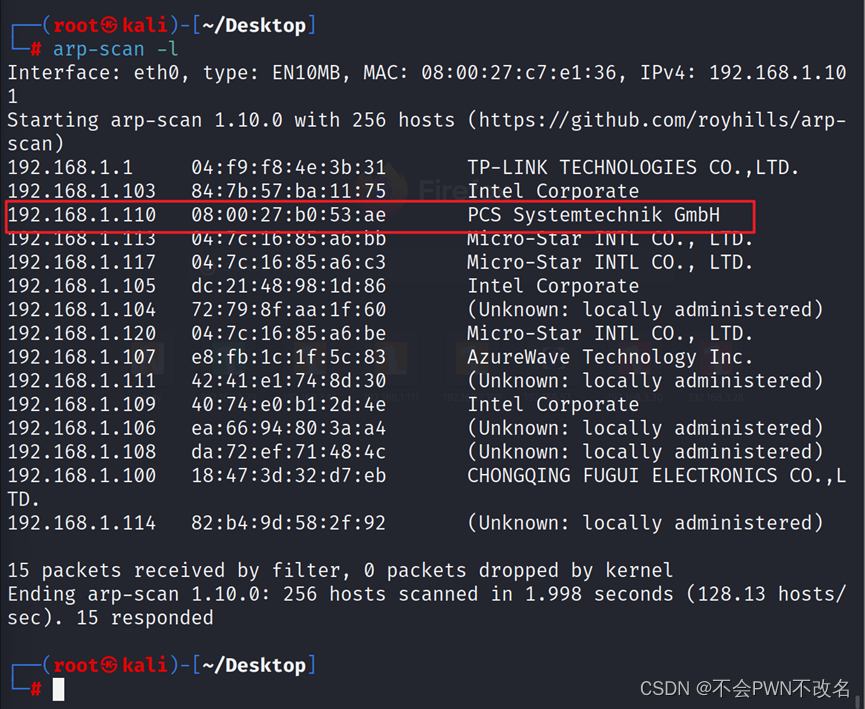 ┌──(root㉿kali)-[~/Desktop]
└─# arp-scan -l
Interface: eth0, type: EN10MB, MAC: 08:00:27:c7:e1:36, IPv4: 192.168.1.10
1
Starting arp-scan 1.10.0 with 256 hosts (https://github.com/royhills/arp-
scan)
192.168.1.1 04:f9:f8:4e:3b:31 TP-LINK TECHNOLOGIES CO.,LTD.
192.168.1.103 84:7b:57:ba:11:75 Intel Corporate
192.168.1.110 08:00:27:b0:53:ae PCS Systemtechnik GmbH
192.168.1.113 04:7c:16:85:a6:bb Micro-Star INTL CO., LTD.
192.168.1.117 04:7c:16:85:a6:c3 Micro-Star INTL CO., LTD.
192.168.1.105 dc:21:48:98:1d:86 Intel Corporate
192.168.1.104 72:79:8f:aa:1f:60 (Unknown: locally administered)
192.168.1.120 04:7c:16:85:a6:be Micro-Star INTL CO., LTD.
192.168.1.107 e8:fb:1c:1f:5c:83 AzureWave Technology Inc.
192.168.1.111 42:41:e1:74:8d:30 (Unknown: locally administered)
192.168.1.109 40:74:e0:b1:2d:4e Intel Corporate
192.168.1.106 ea:66:94:80:3a:a4 (Unknown: locally administered)
192.168.1.108 da:72:ef:71:48:4c (Unknown: locally administered)
192.168.1.100 18:47:3d:32:d7:eb CHONGQING FUGUI ELECTRONICS CO.,L
TD.
192.168.1.114 82:b4:9d:58:2f:92 (Unknown: locally administered)
15 packets received by filter, 0 packets dropped by kernel
Ending arp-scan 1.10.0: 256 hosts scanned in 1.998 seconds (128.13 hosts/
sec). 15 responded
┌──(root㉿kali)-[~/Desktop]
└─#
CSDN @不会PWN不改名